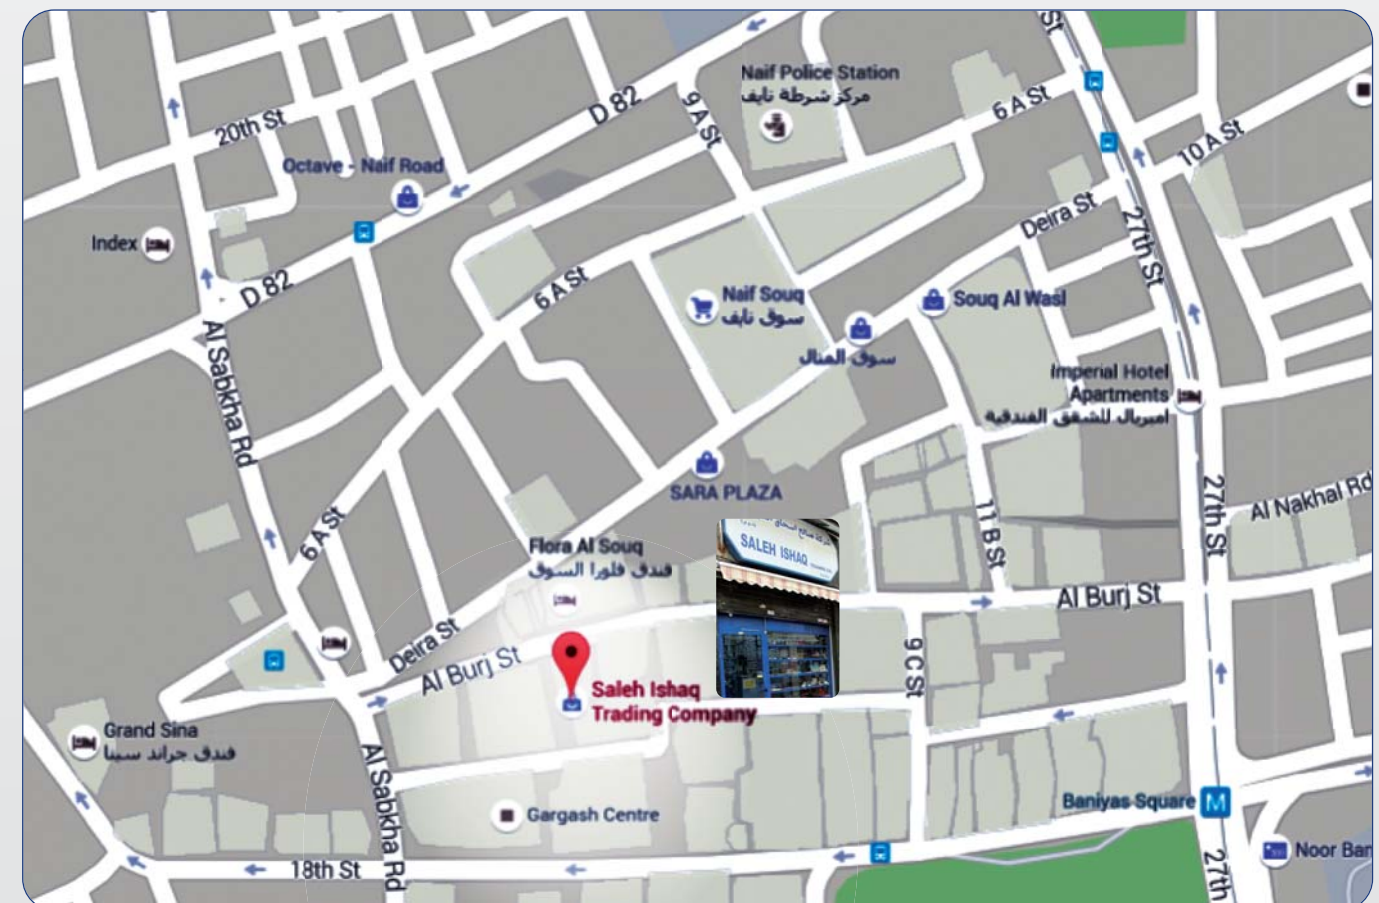 St
Naif Police Station
مركز شرطة نايف
D 82
9 A St
6 A St
20th St
10 A St
Octave - Naif Road
Deira St
27th St
Index
D 82
6 A St
Naif Souq
سوق نايف
Souq Al Wasl
سوق المنال
Al Sabkha Rd
Imperial Hotel
Apartments
امبريال للشقق الفندقية
SARA PLAZA
27th St
Al Nakhal Rd
11 B St
6 A St
SALEH ISHAQ
Flora Al Souq
فندق فلورا السوق
Al Burj St
Deira St
Al Burj St
9 C St
Saleh Ishaq
Trading Company
Grand Sina
فندق جراند سينا
Al Sabkha Rd
Baniyas Square
M
Gargash Centre
Noor Ban
27th
18th St